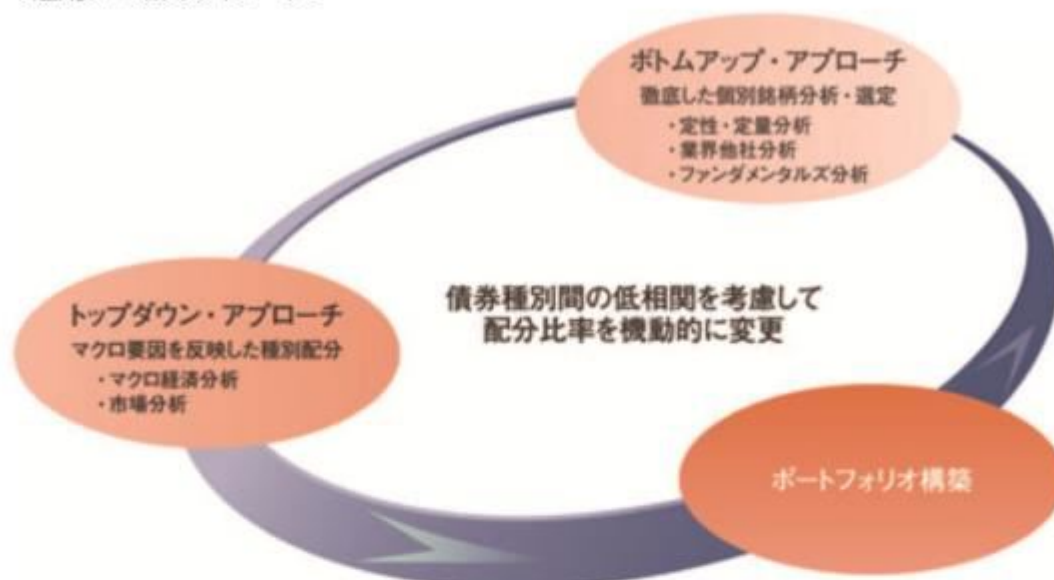 ボトムアップ・アプローチ
徹底した個別銘柄分析・選定
・定性・定量分析
・業界他社分析
・ファンダメンタルズ分析
債券種別間の低相関を考慮して
配分比率を機動的に変更
トップダウン・アプローチ
マクロ要因を反映した種別配分
・マクロ経済分析
・市場分析
ポートフォリオ構築